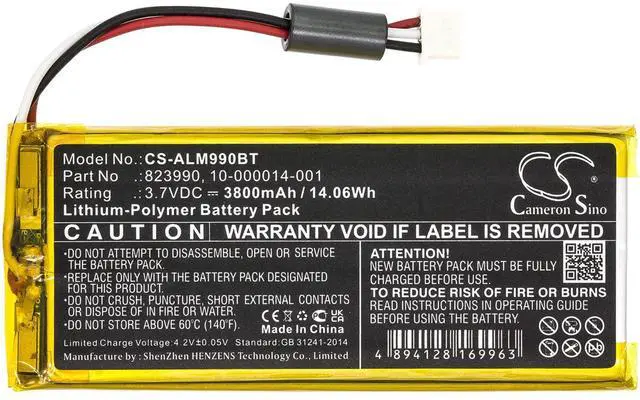 Model No.:CS-ALM990BT
Part No .:823990, 10-000014-001
Rating .:3.7VDC ⎓ 3800mAh / 14.06Wh
Lithium-Polymer Battery Pack
CS
Cameron Sino
CAUTION WARRANTY VOID IF LABEL IS REMOVED
•DO NOT ATTEMPT TO DISASSEMBLE, OPEN OR SERVICE
THE BATTERY PACK.
•REPLACE WITH THE BATTERY PACK DESIGNATED
FOR THIS PRODUCT.
•DO NOT CRUSH, PUNCTURE, SHORT EXTERNAL CONTACTS
OR DISPOSE OF IN FIRE OR WATER.
•DO NOT STORE ABOVE 60℃ (140℉).
CE
UK CA
Made In China
Limited Charge Voltage:4.2V±0.05V Standard:GB 31241-2014
Manufacture by : ShenZhen HENZENS Technology Co., Limited.
ATTENTION!
NEW BATTERY PACK MUST BE FULLY
CHARGED BEFORE USE.
TO REDUCE RISK OF FIRE OR BURNS
READ INSTRUCTIONS IN OPERATING
GUIDE BEFORE USE.
4 894128 169963